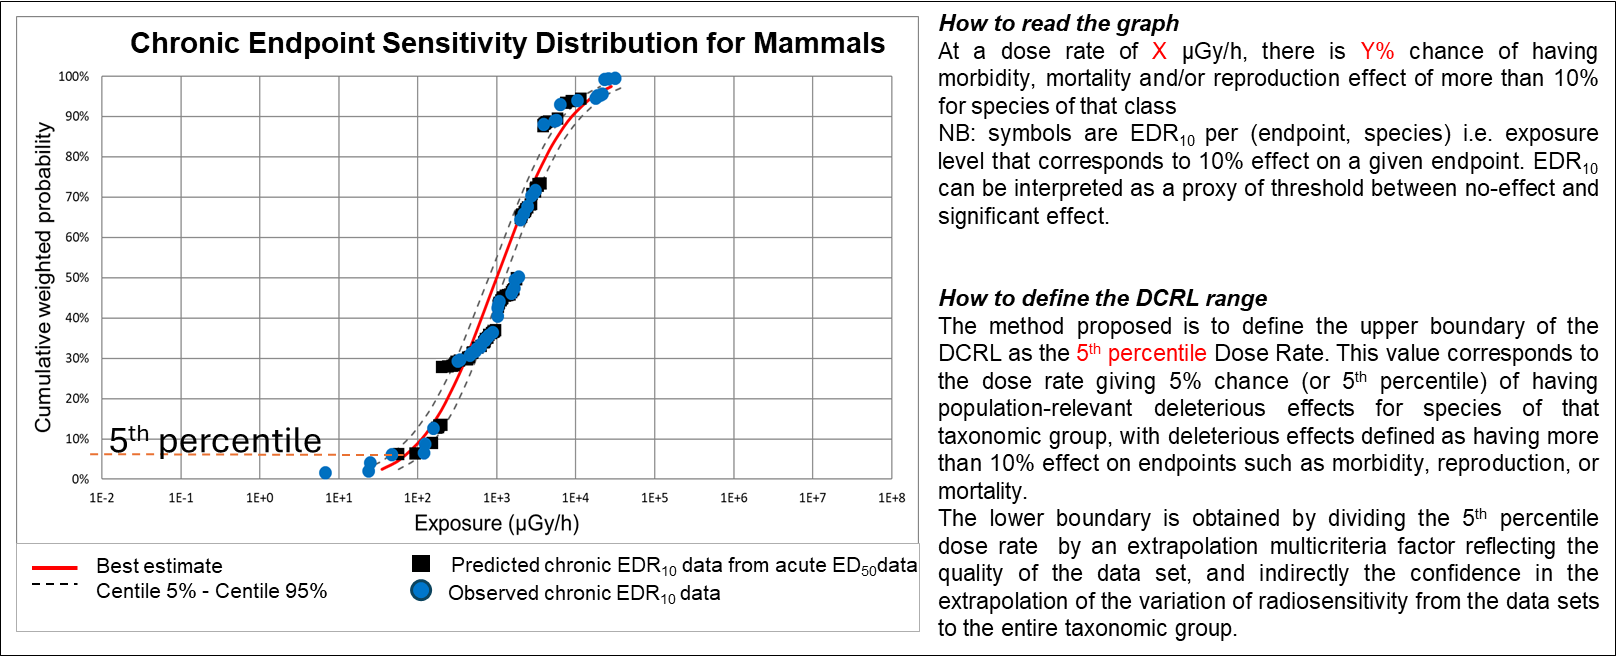 Chronic Endpoint Sensitivity Distribution for Mammals
100%
90%
80%
70%
60%
50%
40%
30%
20%
10%
0%
Cumulative weighted probability
5th percentile
1E-2 1E-1 1E+0 1E+1 1E+2 1E+3 1E+4 1E+5 1E+6 1E+7 1E+8
Exposure (µGy/h)
Best estimate
Centile 5% - Centile 95%
Predicted chronic EDR10 data from acute ED50data
Observed chronic EDR10 data
How to read the graph
At a dose rate of X µGy/h, there is Y% chance of having
morbidity, mortality and/or reproduction effect of more than 10%
for species of that class
NB: symbols are EDR10 per (endpoint, species) i.e. exposure
level that corresponds to 10% effect on a given endpoint. EDR10
can be interpreted as a proxy of threshold between no-effect and
significant effect.
How to define the DCRL range
The method proposed is to define the upper boundary of the
DCRL as the 5th percentile Dose Rate. This value corresponds to
the dose rate giving 5% chance (or 5th percentile) of having
population-relevant deleterious effects for species of that
taxonomic group, with deleterious effects defined as having more
than 10% effect on endpoints such as morbidity, reproduction, or
mortality.
The lower boundary is obtained by dividing the 5th percentile
dose rate by an extrapolation multicriteria factor reflecting the
quality of the data set, and indirectly the confidence in the
extrapolation of the variation of radiosensitivity from the data sets
to the entire taxonomic group.